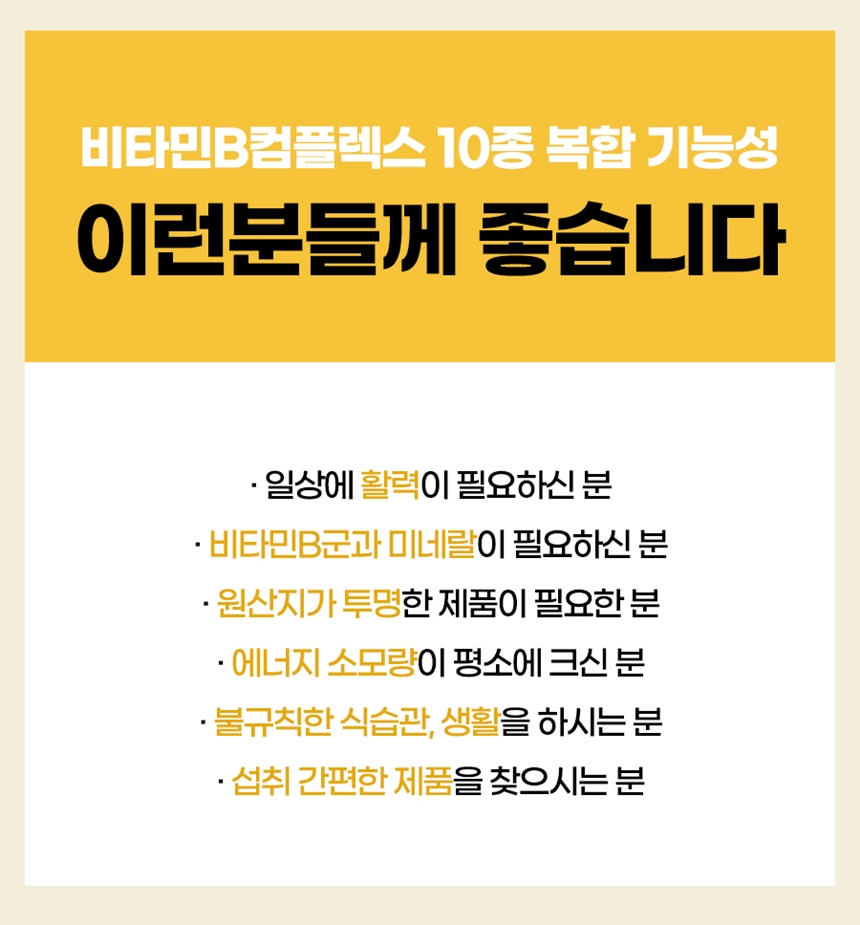 비타민B컴플렉스 10종 복합 기능성
이런분들께 좋습니다
· 일상에 활력이 필요하신 분
· 비타민B군과 미네랄이 필요하신 분
· 원산지가 투명한 제품이 필요한 분
· 에너지 소모량이 평소에 크신 분
· 불규칙한 식습관, 생활을 하시는 분
· 섭취 간편한 제품을 찾으시는 분